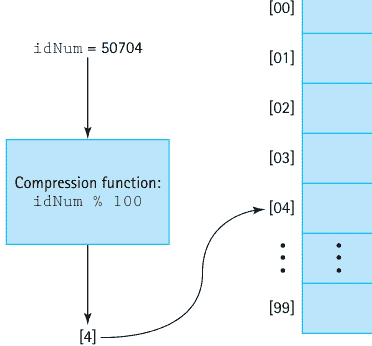 idNum = 50704
Compression function:
idNum % 100
[4]
[00]
[01]
[02]
[03]
[04]
[99]